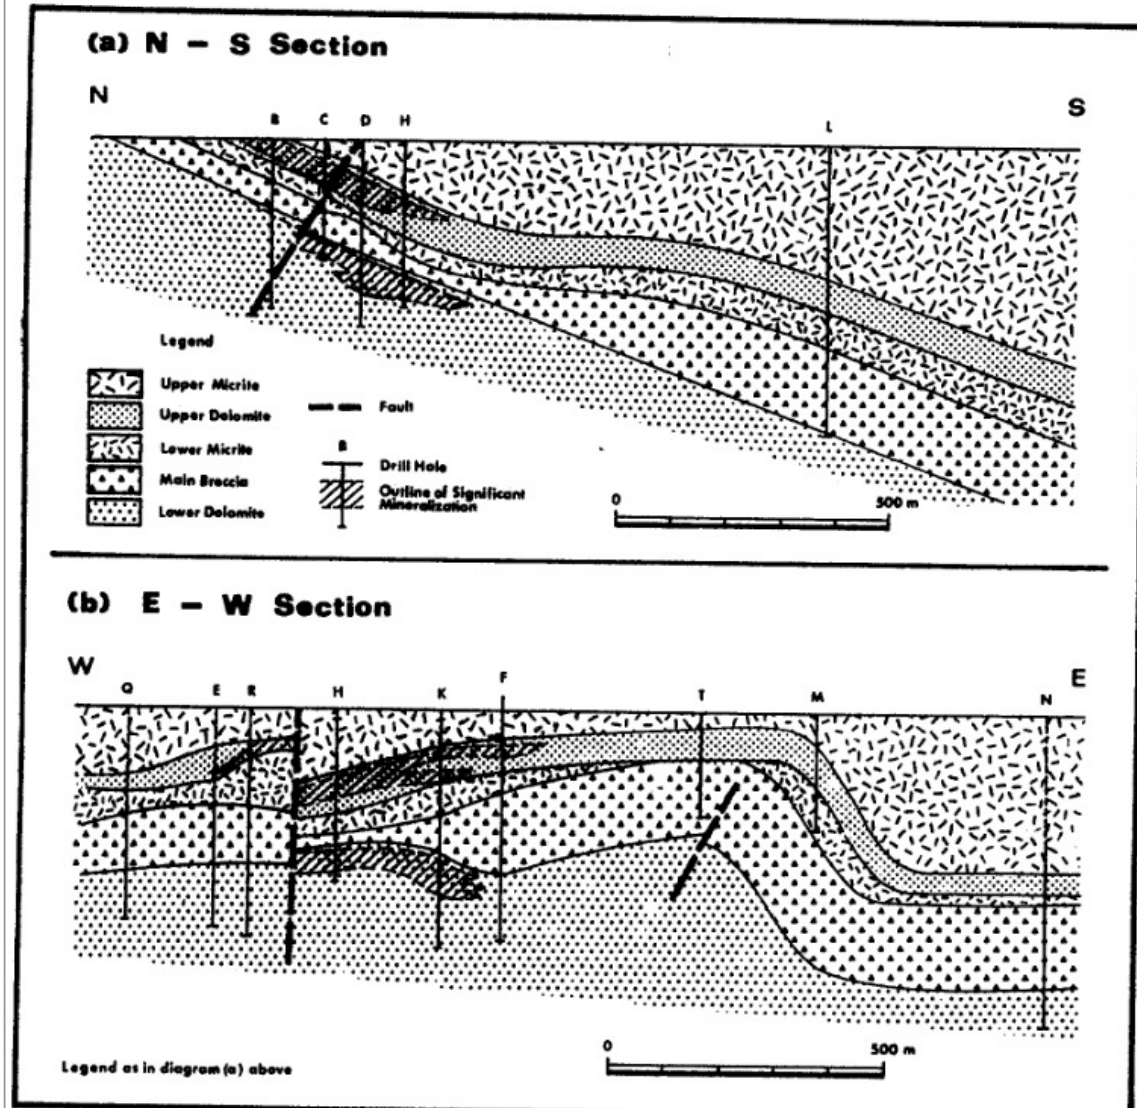 (a) N – S Section
N S
B C D H L
Legend
Upper Micrite
Upper Dolomite
Lower Micrite
Main Breccia
Lower Dolomite
Fault
B
Drill Hole
Outline of Significant
Mineralization
0 500 m
(b) E – W Section
W E
Q E R H K F T M N
0 500 m
Legend as in diagram (a) above